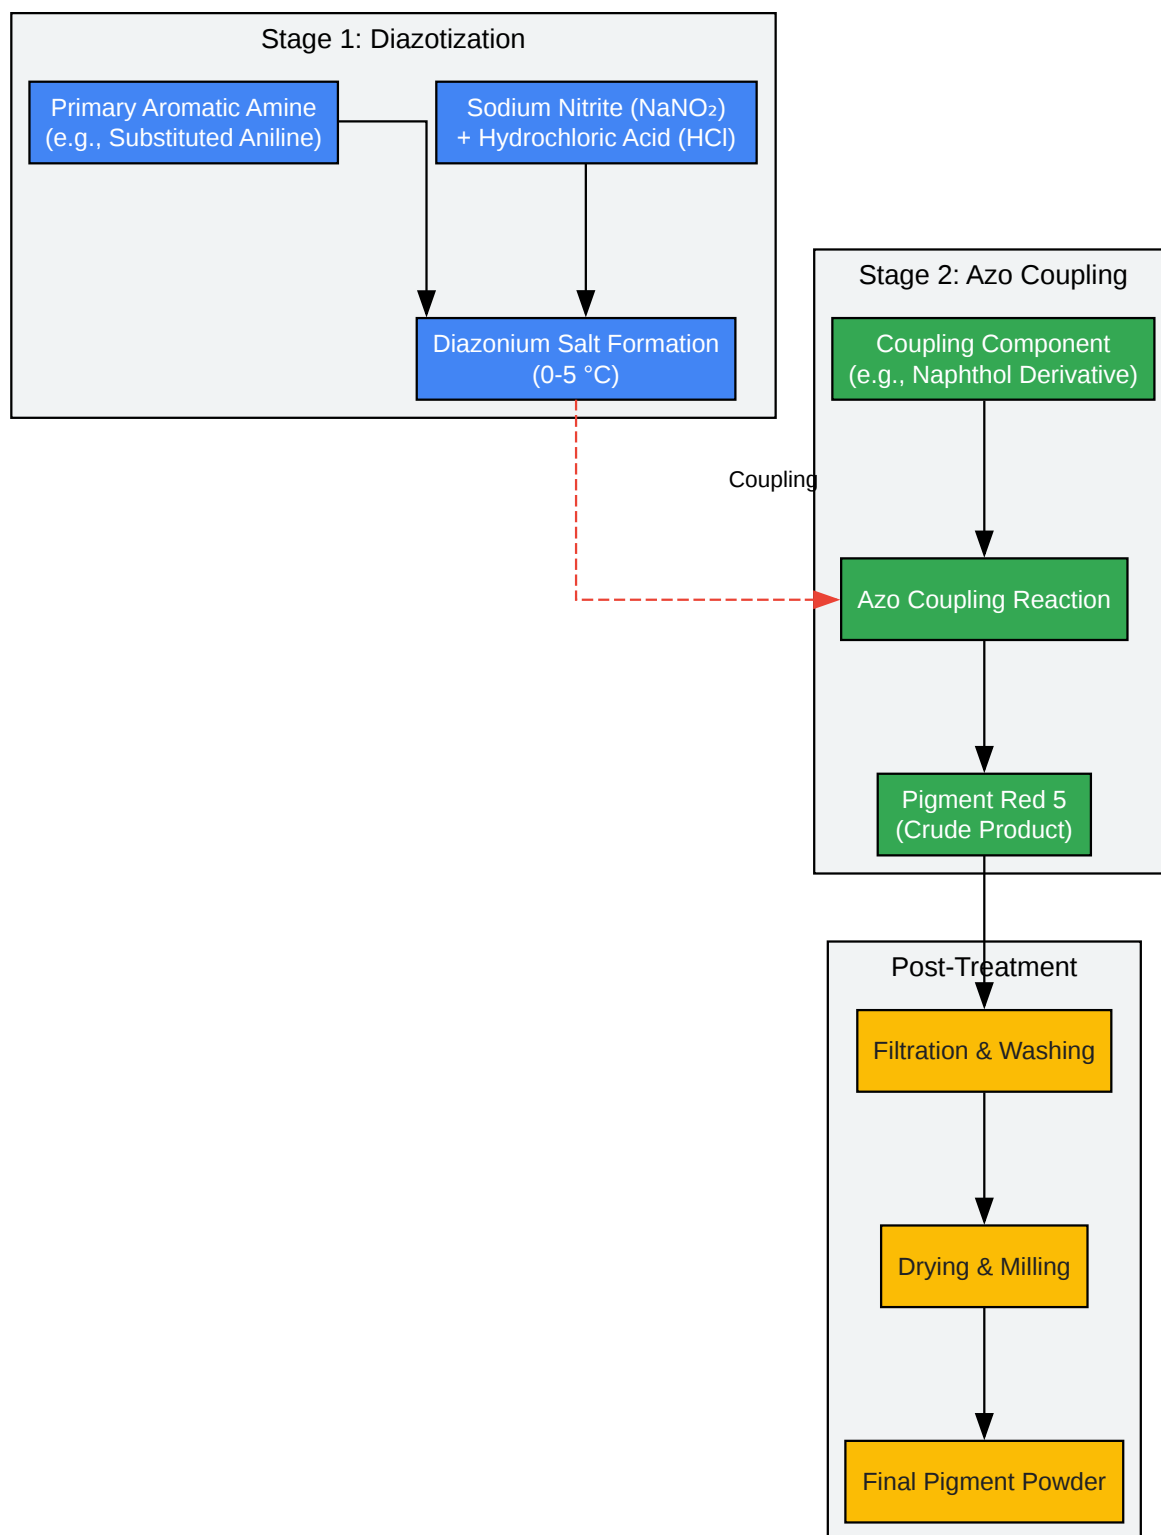 Stage 1: Diazotization
Primary Aromatic Amine
(e.g., Substituted Aniline)
Sodium Nitrite (NaNO₂)
+ Hydrochloric Acid (HCl)
Diazonium Salt Formation
(0-5 °C)
Stage 2: Azo Coupling
Coupling Component
(e.g., Naphthol Derivative)
Coupling
Azo Coupling Reaction
Pigment Red 5
(Crude Product)
Post-Treatment
Filtration & Washing
Drying & Milling
Final Pigment Powder